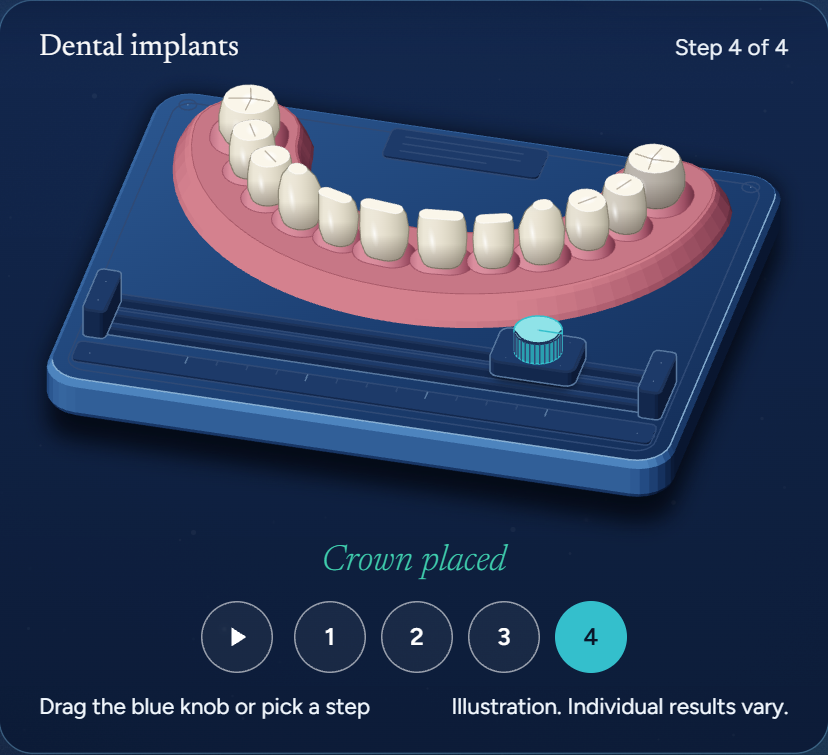 Dental implants
Step 4 of 4
Crown placed
1
2
3
4
Drag the blue knob or pick a step
Illustration. Individual results vary.